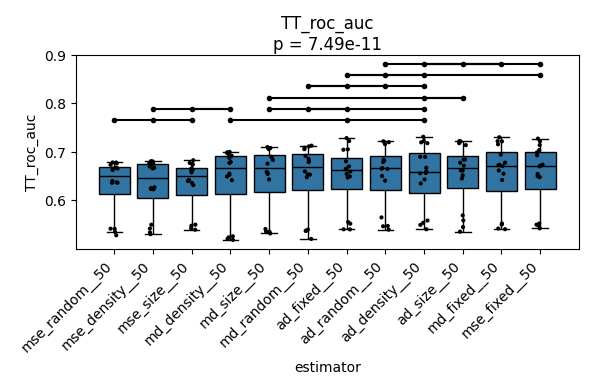 TT_roc_auc
p = 7.49e-11
TT_roc_auc
0.9
0.8
0.7
0.6
mse_random__50
mse_density__50
mse_size__50
md_density__50
md_size__50
md_random__50
ad_fixed__50
ad_random__50
ad_density__50
ad_size__50
md_fixed__50
mse_fixed__50
estimator